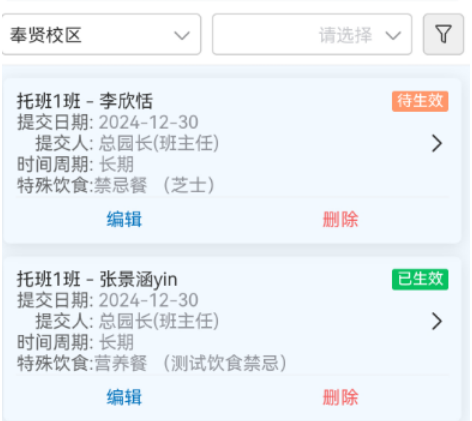 奉贤校区 请选择
托班1班 - 李欣恬 待生效
提交日期: 2024-12-30
提交人: 总园长(班主任)
时间周期: 长期
特殊饮食:禁忌餐 （芝士）
编辑 删除
托班1班 - 张景涵yin 已生效
提交日期: 2024-12-30
提交人: 总园长(班主任)
时间周期: 长期
特殊饮食:营养餐 （测试饮食禁忌）
编辑 删除